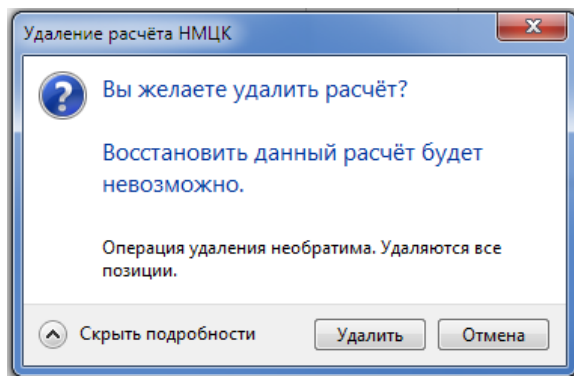 Удаление расчёта НМЦК
Вы желаете удалить расчёт?
Восстановить данный расчёт будет
невозможно.
Операция удаления необратима. Удаляются все
позиции.
Скрыть подробности
Удалить
Отмена